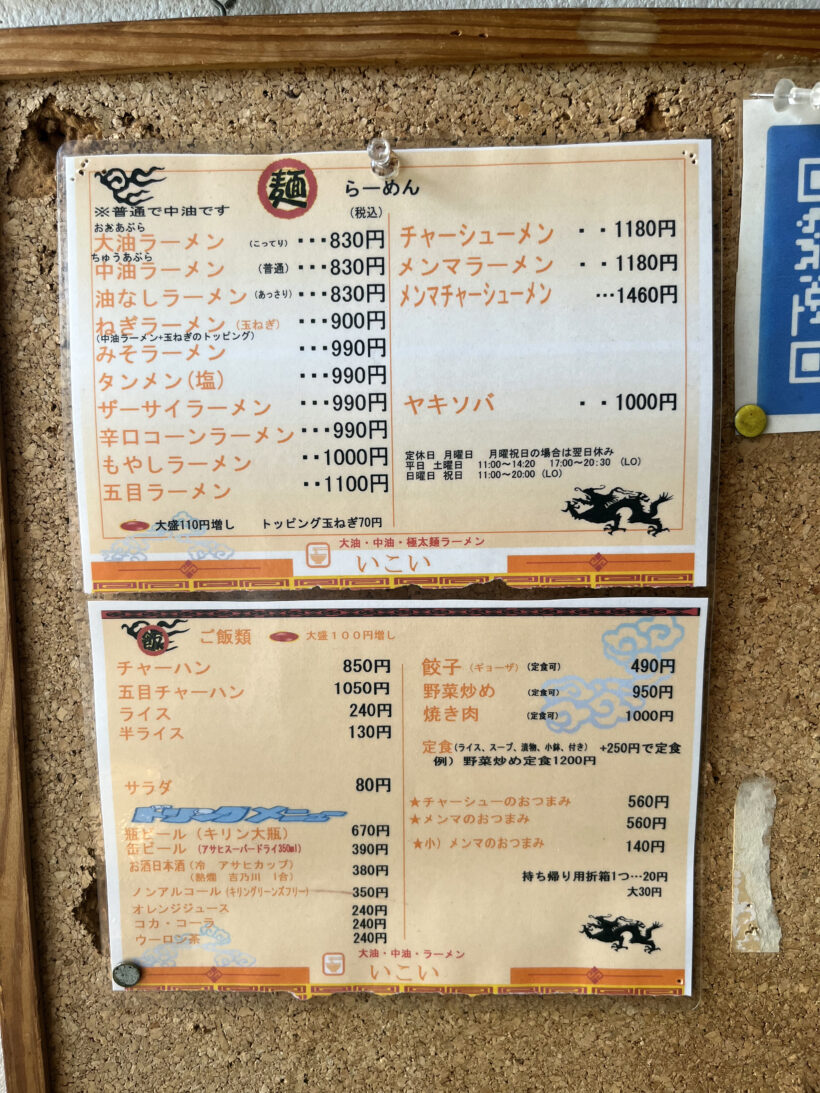 麺 らーめん
※普通で中油です
(税込)
おおあぶら
大油ラーメン (こってり) ・・・830円
ちゅうあぶら
中油ラーメン (普通) ・・・830円
油なしラーメン (あっさり) ・・・830円
ねぎラーメン (玉ねぎ) ・・・900円
(中油ラーメン+玉ねぎのトッピング)
みそラーメン ・・・990円
タンメン(塩) ・・・990円
ザーサイラーメン ・・・990円
辛口コーンラーメン ・・・990円
もやしラーメン ・・1000円
五目ラーメン ・・1100円
大盛110円増し トッピング玉ねぎ70円
チャーシューメン ・・1180円
メンマラーメン ・・1180円
メンマチャーシューメン ・・・1460円
ヤキソバ ・・1000円
定休日 月曜日 月曜祝日の場合は翌日休み
平日 土曜日 11:00〜14:20 17:00〜20:30 (LO)
日曜日 祝日 11:00〜20:00 (LO)
大油・中油・極太麺ラーメン
いこい
飯 ご飯類 大盛100円増し
チャーハン 850円
五目チャーハン 1050円
ライス 240円
半ライス 130円
サラダ 80円
ドリンクメニュー
瓶ビール (キリン大瓶) 670円
缶ビール (アサヒスーパードライ350ml) 390円
お酒日本酒 (冷 アサヒカップ) 380円
(熱燗 吉乃川 1合)
ノンアルコール (キリングリーンズフリー) 350円
オレンジジュース 240円
コカ・コーラ 240円
ウーロン茶 240円
餃子 (ギョーザ) (定食可) 490円
野菜炒め (定食可) 950円
焼き肉 (定食可) 1000円
定食 (ライス、スープ、漬物、小鉢、付き) +250円で定食
例) 野菜炒め定食1200円
★チャーシューのおつまみ 560円
★メンマのおつまみ 560円
★小) メンマのおつまみ 140円
持ち帰り用折箱1つ…20円
大30円
大油・中油・ラーメン
いこい